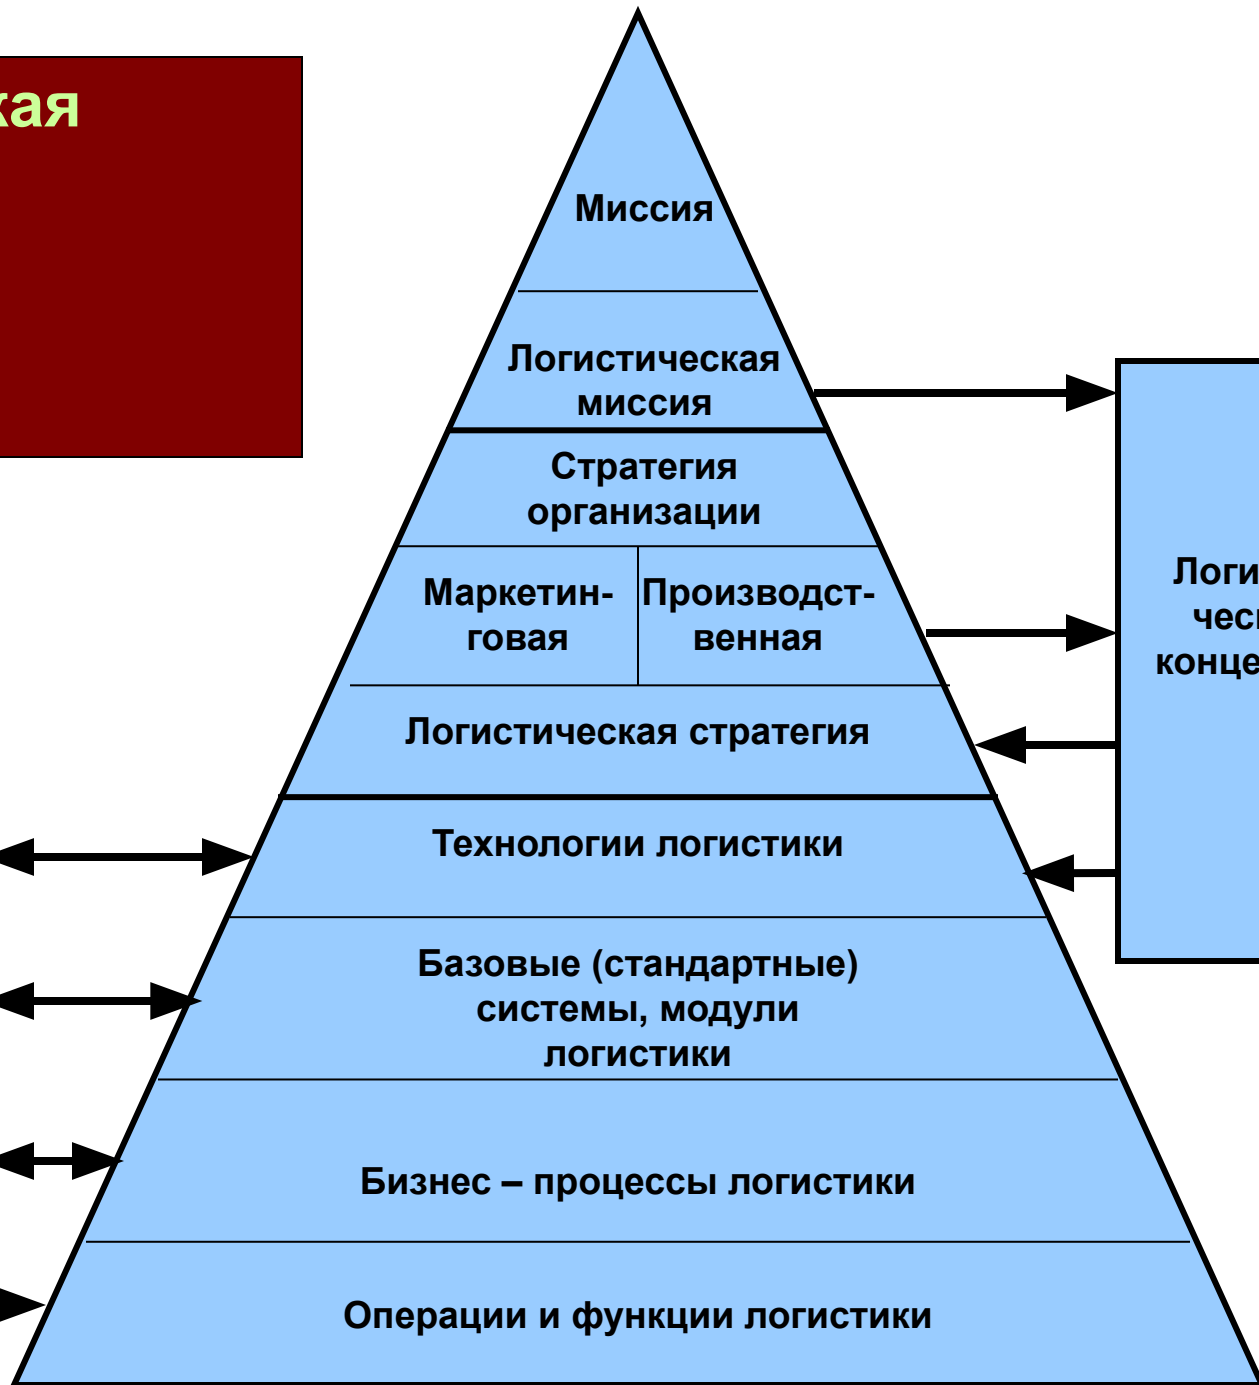 кая
Миссия
Логистическая
миссия
Стратегия
организации
Маркетин-
говая
Производст-
венная
Логистическая стратегия
Технологии логистики
Базовые (стандартные)
системы, модули
логистики
Бизнес – процессы логистики
Операции и функции логистики
Логи
чес
конце